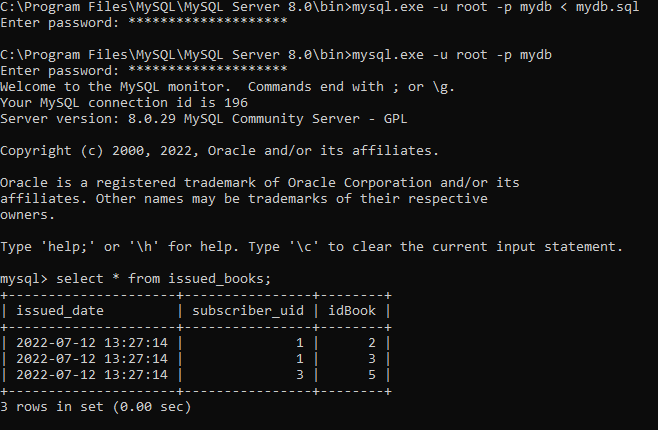 C:\Program Files\MySQL\MySQL Server 8.0\bin>mysql.exe -u root -p mydb < mydb.sql
Enter password: ********************

C:\Program Files\MySQL\MySQL Server 8.0\bin>mysql.exe -u root -p mydb
Enter password: ********************
Welcome to the MySQL monitor.  Commands end with ; or \g.
Your MySQL connection id is 196
Server version: 8.0.29 MySQL Community Server - GPL

Copyright (c) 2000, 2022, Oracle and/or its affiliates.

Oracle is a registered trademark of Oracle Corporation and/or its
affiliates. Other names may be trademarks of their respective
owners.

Type 'help;' or '\h' for help. Type '\c' to clear the current input statement.

mysql> select * from issued_books;
+---------------------+----------------+--------+
| issued_date         | subscriber_uid | idBook |
+---------------------+----------------+--------+
| 2022-07-12 13:27:14 |              1 |      2 |
| 2022-07-12 13:27:14 |              1 |      3 |
| 2022-07-12 13:27:14 |              3 |      5 |
+---------------------+----------------+--------+
3 rows in set (0.00 sec)